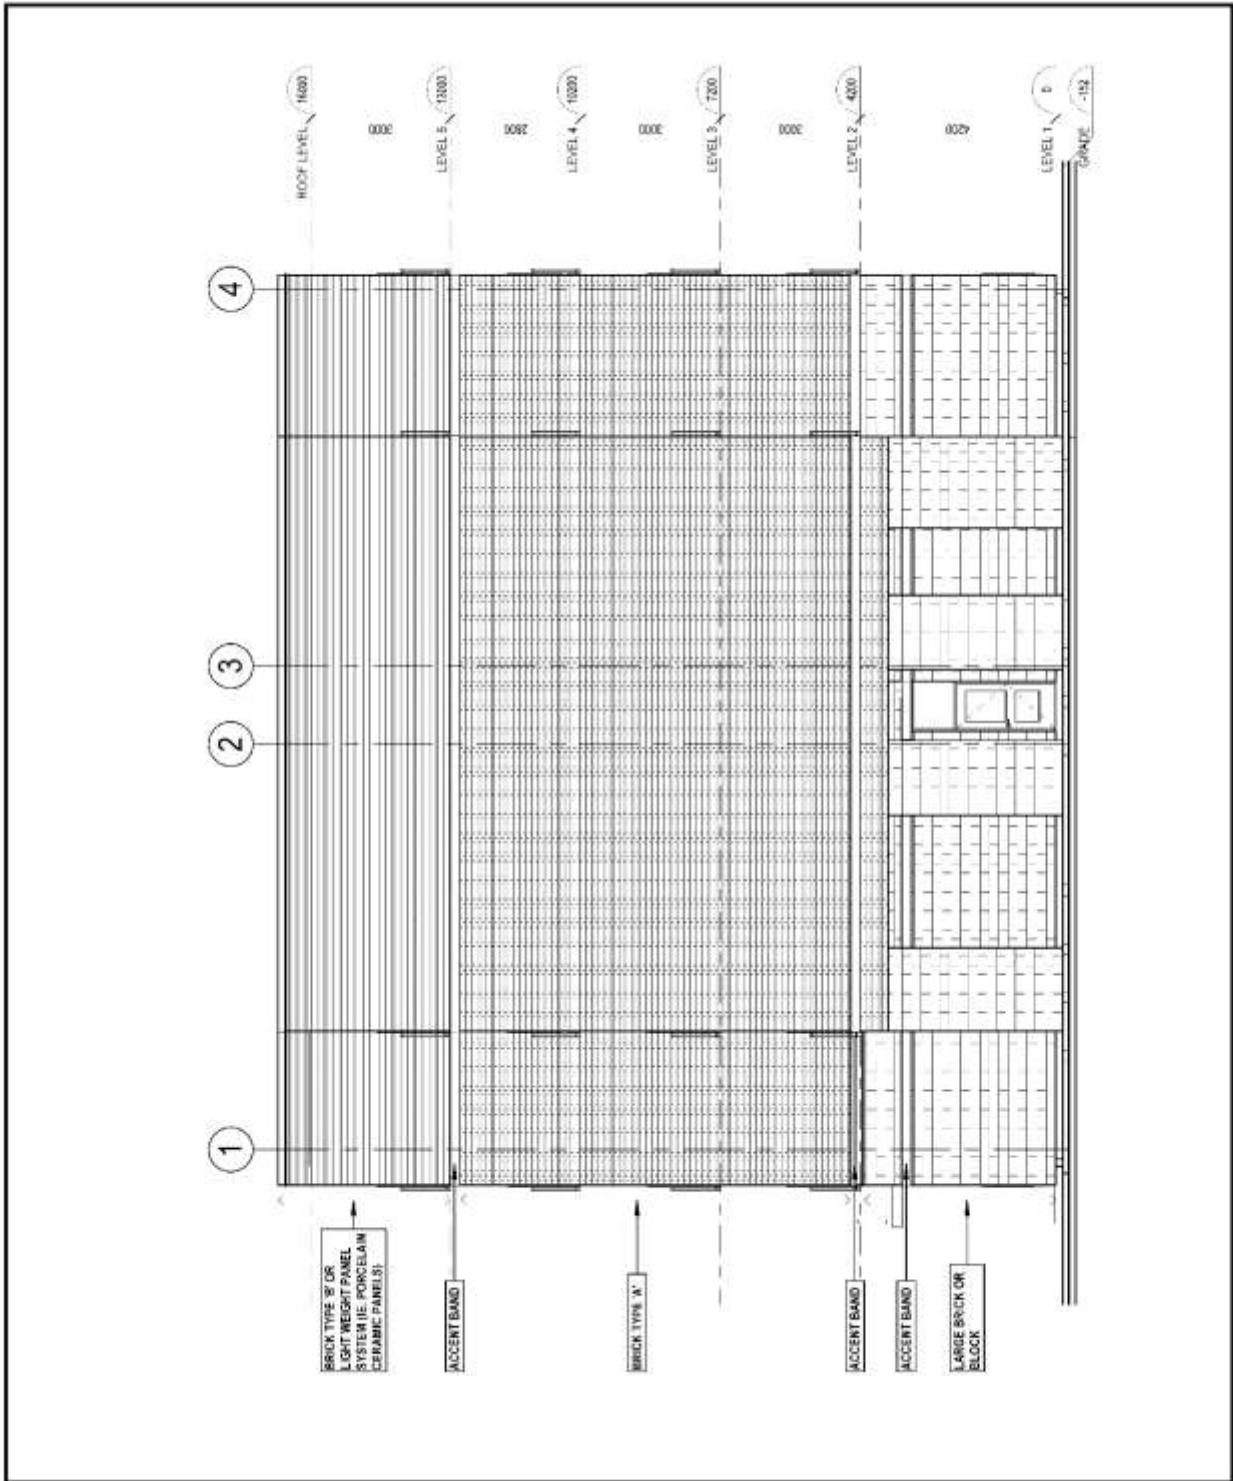 1
2
3
4
BRICK TYPE 'B' OR
LIGHT WEIGHT PANEL
SYSTEM (IE. PORCELAIN
CERAMIC PANELS)
ACCENT BAND
BRICK TYPE 'A'
ACCENT BAND
ACCENT BAND
LARGE BRICK OR
BLOCK
ROOF LEVEL 16000
3000
LEVEL 5 13000
2800
LEVEL 4 10200
3000
LEVEL 3 7200
3000
LEVEL 2 4200
4200
LEVEL 1 0
GRADE -152